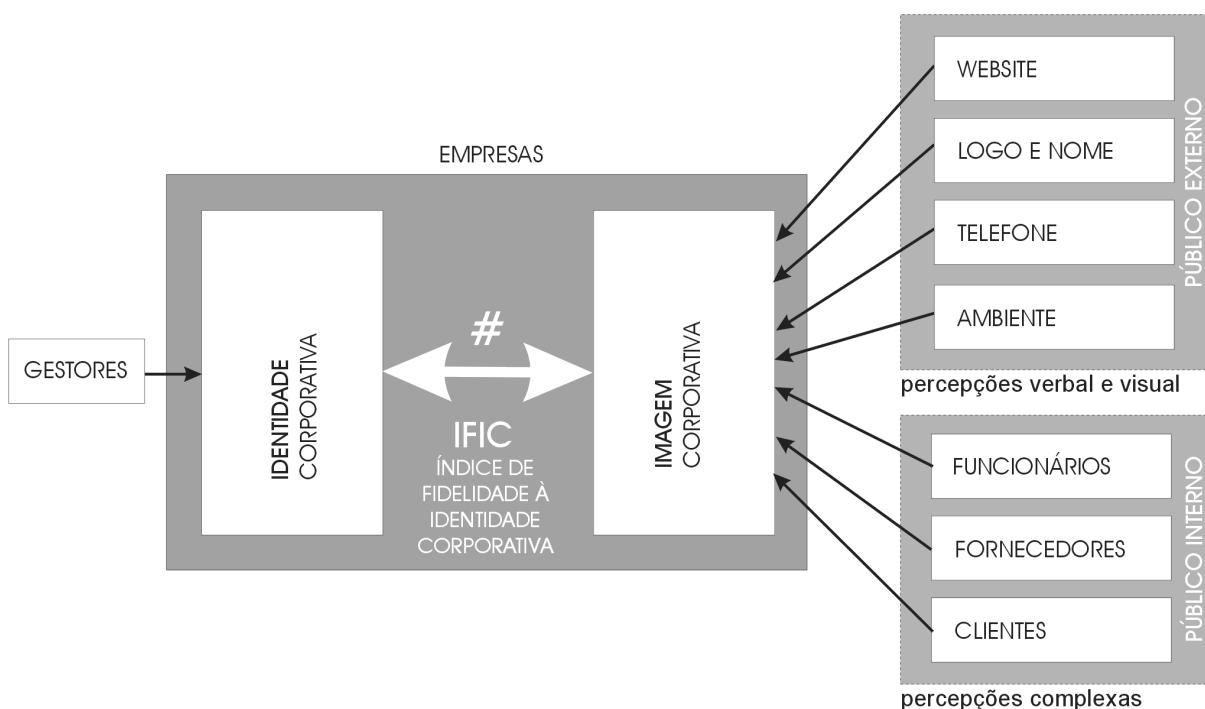 EMPRESAS
GESTORES
IDENTIDADE
CORPORATIVA
#
IFIC
ÍNDICE DE
FIDELIDADE À
IDENTIDADE
CORPORATIVA
IMAGEM
CORPORATIVA
WEBSITE
LOGO E NOME
TELEFONE
AMBIENTE
PÚBLICO EXTERNO
percepções verbal e visual
FUNCIONÁRIOS
FORNECEDORES
CLIENTES
PÚBLICO INTERNO
percepções complexas